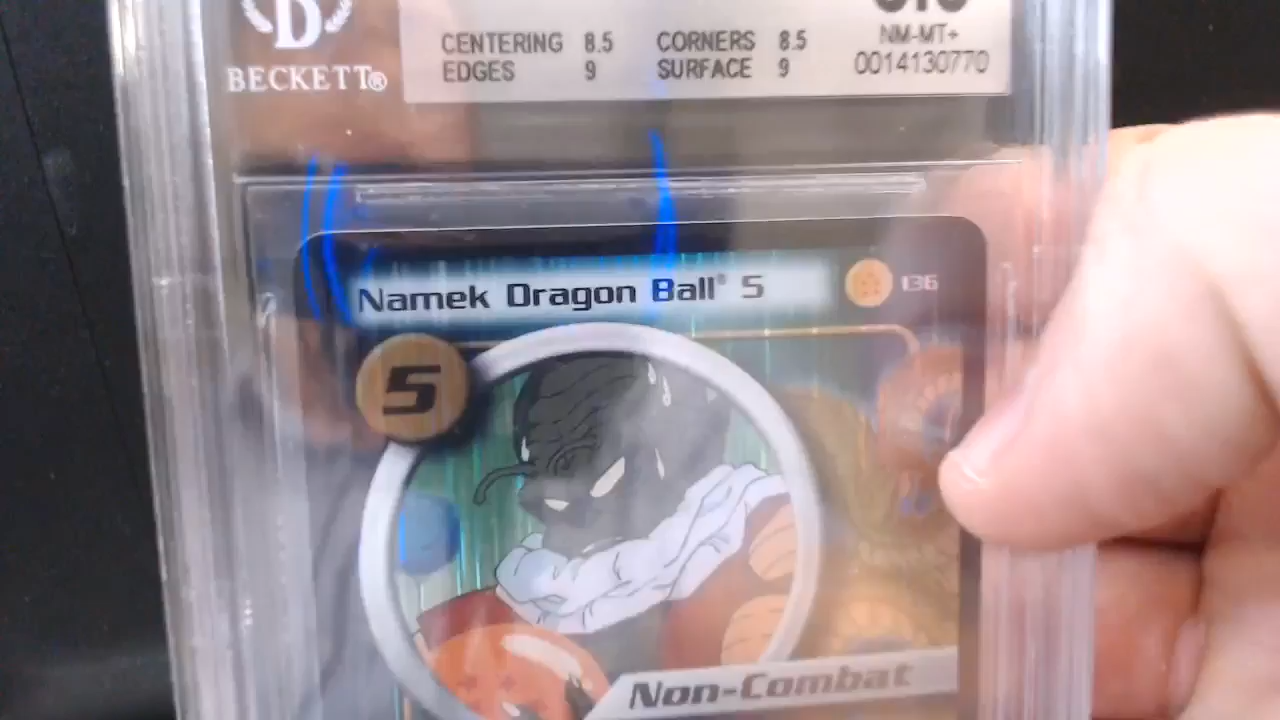 BECKETT®
CENTERING 8.5 CORNERS 8.5
EDGES 9 SURFACE 9
NM-MT+
0014130770
Namek Dragon Ball® 5
136
5
Non-Combat